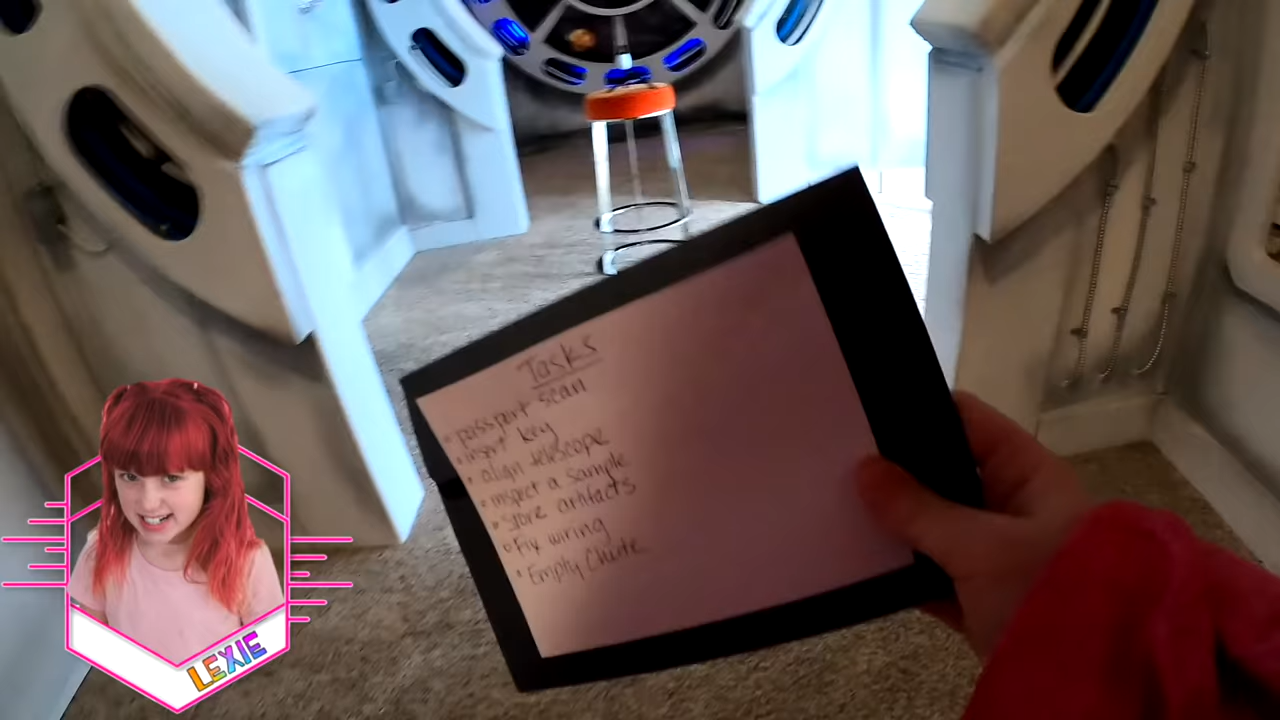 Tasks
• passport scan
• insert key
• align telescope
• inspect a sample
• store artifacts
• Fix wiring
• Empty Chute
LEXIE